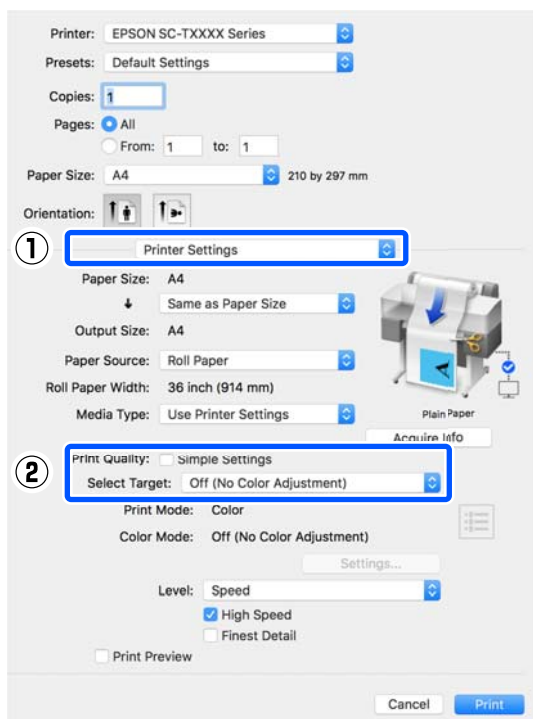 Printer: EPSON SC-TXXXX Series
Presets: Default Settings
Copies: 1
Pages: All
From: 1 to: 1
Paper Size: A4 210 by 297 mm
Orientation:
① Printer Settings
Paper Size: A4
Same as Paper Size
Output Size: A4
Paper Source: Roll Paper
Roll Paper Width: 36 inch (914 mm)
Media Type: Use Printer Settings
Plain Paper
Acquire Info
② Print Quality: Simple Settings
Select Target: Off (No Color Adjustment)
Print Mode: Color
Color Mode: Off (No Color Adjustment)
Settings...
Level: Speed
High Speed
Finest Detail
Print Preview
Cancel Print